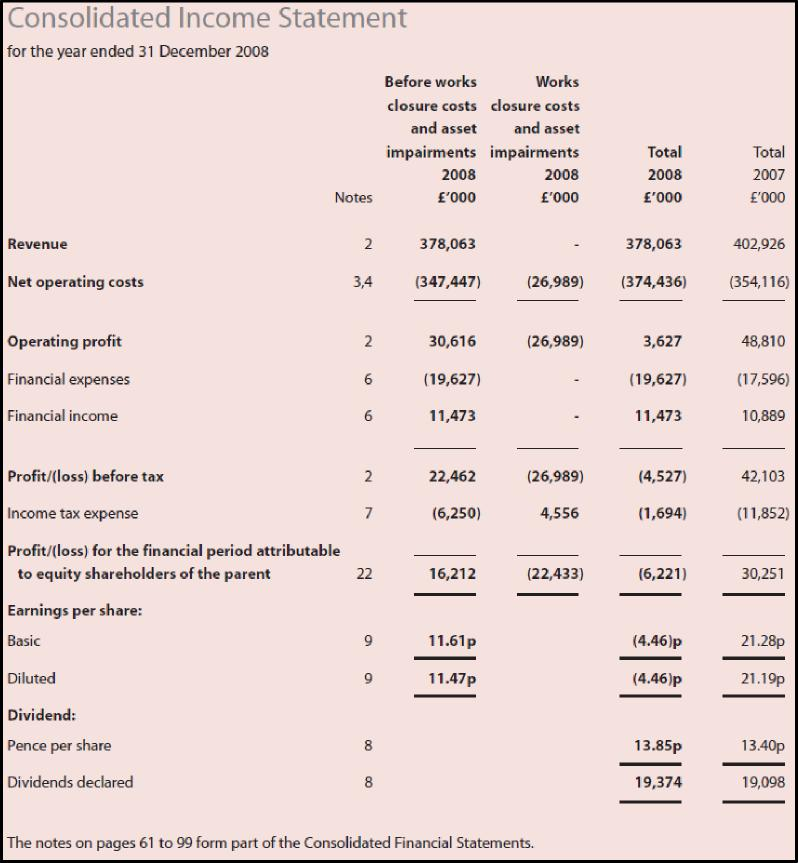 Consolidated Income Statement
for the year ended 31 December 2008
Before works Works
closure costs closure costs
and asset and asset
impairments impairments Total Total
2008 2008 2008 2007
Notes £'000 £'000 £'000 £'000
Revenue 2 378,063 - 378,063 402,926
Net operating costs 3,4 (347,447) (26,989) (374,436) (354,116)
Operating profit 2 30,616 (26,989) 3,627 48,810
Financial expenses 6 (19,627) - (19,627) (17,596)
Financial income 6 11,473 - 11,473 10,889
Profit/(loss) before tax 2 22,462 (26,989) (4,527) 42,103
Income tax expense 7 (6,250) 4,556 (1,694) (11,852)
Profit/(loss) for the financial period attributable
to equity shareholders of the parent 22 16,212 (22,433) (6,221) 30,251
Earnings per share:
Basic 9 11.61p (4.46)p 21.28p
Diluted 9 11.47p (4.46)p 21.19p
Dividend:
Pence per share 8 13.85p 13.40p
Dividends declared 8 19,374 19,098
The notes on pages 61 to 99 form part of the Consolidated Financial Statements.